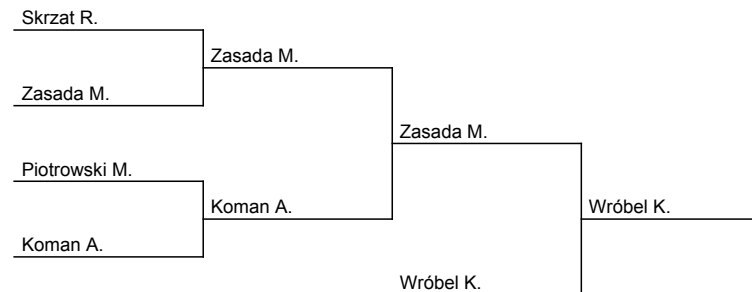 Skrzat R.
Zasada M.
Zasada M.
Zasada M.
Piotrowski M.
Koman A.
Wróbel K.
Koman A.
Wróbel K.